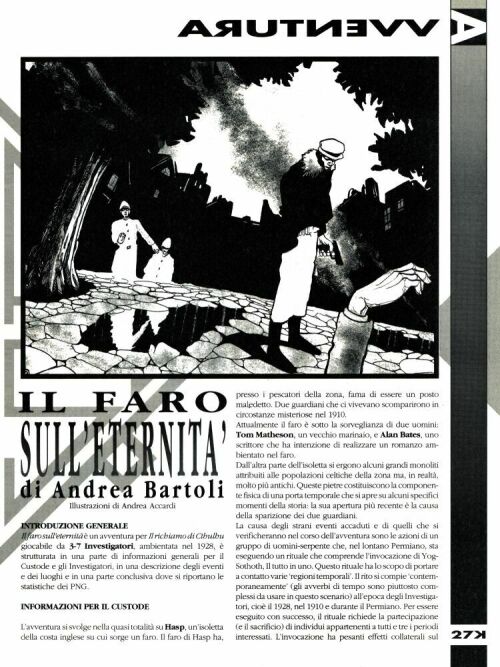 AVVENTURA
A
IL FARO
SULL'ETERNITA'
di Andrea Bartoli
Illustrazioni di Andrea Accardi
INTRODUZIONE GENERALE
Il faro sull'eternità è un avventura per Il richiamo di Cthulhu
giocabile da 3-7 Investigatori, ambientata nel 1928, è
strutturata in una parte di informazioni generali per il
Custode e gli Investigatori, in una descrizione degli eventi
e dei luoghi e in una parte conclusiva dove si riportano le
statistiche dei PNG.
INFORMAZIONI PER IL CUSTODE
L'avventura si svolge nella quasi totalità su Hasp, un'isoletta
della costa inglese su cui sorge un faro. Il faro di Hasp ha,
presso i pescatori della zona, fama di essere un posto
maledetto. Due guardiani che ci vivevano scomparirono in
circostanze misteriose nel 1910.
Attualmente il faro è sotto la sorveglianza di due uomini:
Tom Matheson, un vecchio marinaio, e Alan Bates, uno
scrittore che ha intenzione di realizzare un romanzo am-
bientato nel faro.
Dall'altra parte dell'isoletta si ergono alcuni grandi monoliti
attribuiti alle popolazioni celtiche della zona ma, in realtà,
molto più antichi. Queste pietre costituiscono la componen-
te fisica di una porta temporale che si apre su alcuni specifici
momenti della storia: la sua apertura più recente è la causa
della sparizione dei due guardiani.
La causa degli strani eventi accaduti e di quelli che si
verificheranno nel corso dell'avventura sono le azioni di un
gruppo di uomini-serpente che, nel lontano Permiano, sta
eseguendo un rituale che comprende l'invocazione di Yog-
Sothoth, Il tutto in uno. Questo rituale ha lo scopo di portare
a contatto varie 'regioni temporali'. Il rito si compie 'contem-
poraneamente' (gli avverbi di tempo sono piuttosto com-
plessi da usare in questo scenario) all'epoca degli Investiga-
tori, cioè il 1928, nel 1910 e durante il Permiano. Per essere
eseguito con successo, il rituale richiede la partecipazione
(e il sacrificio) di individui appartenenti a tutti e tre i periodi
interessati. L'invocazione ha pesanti effetti collaterali sul
27K